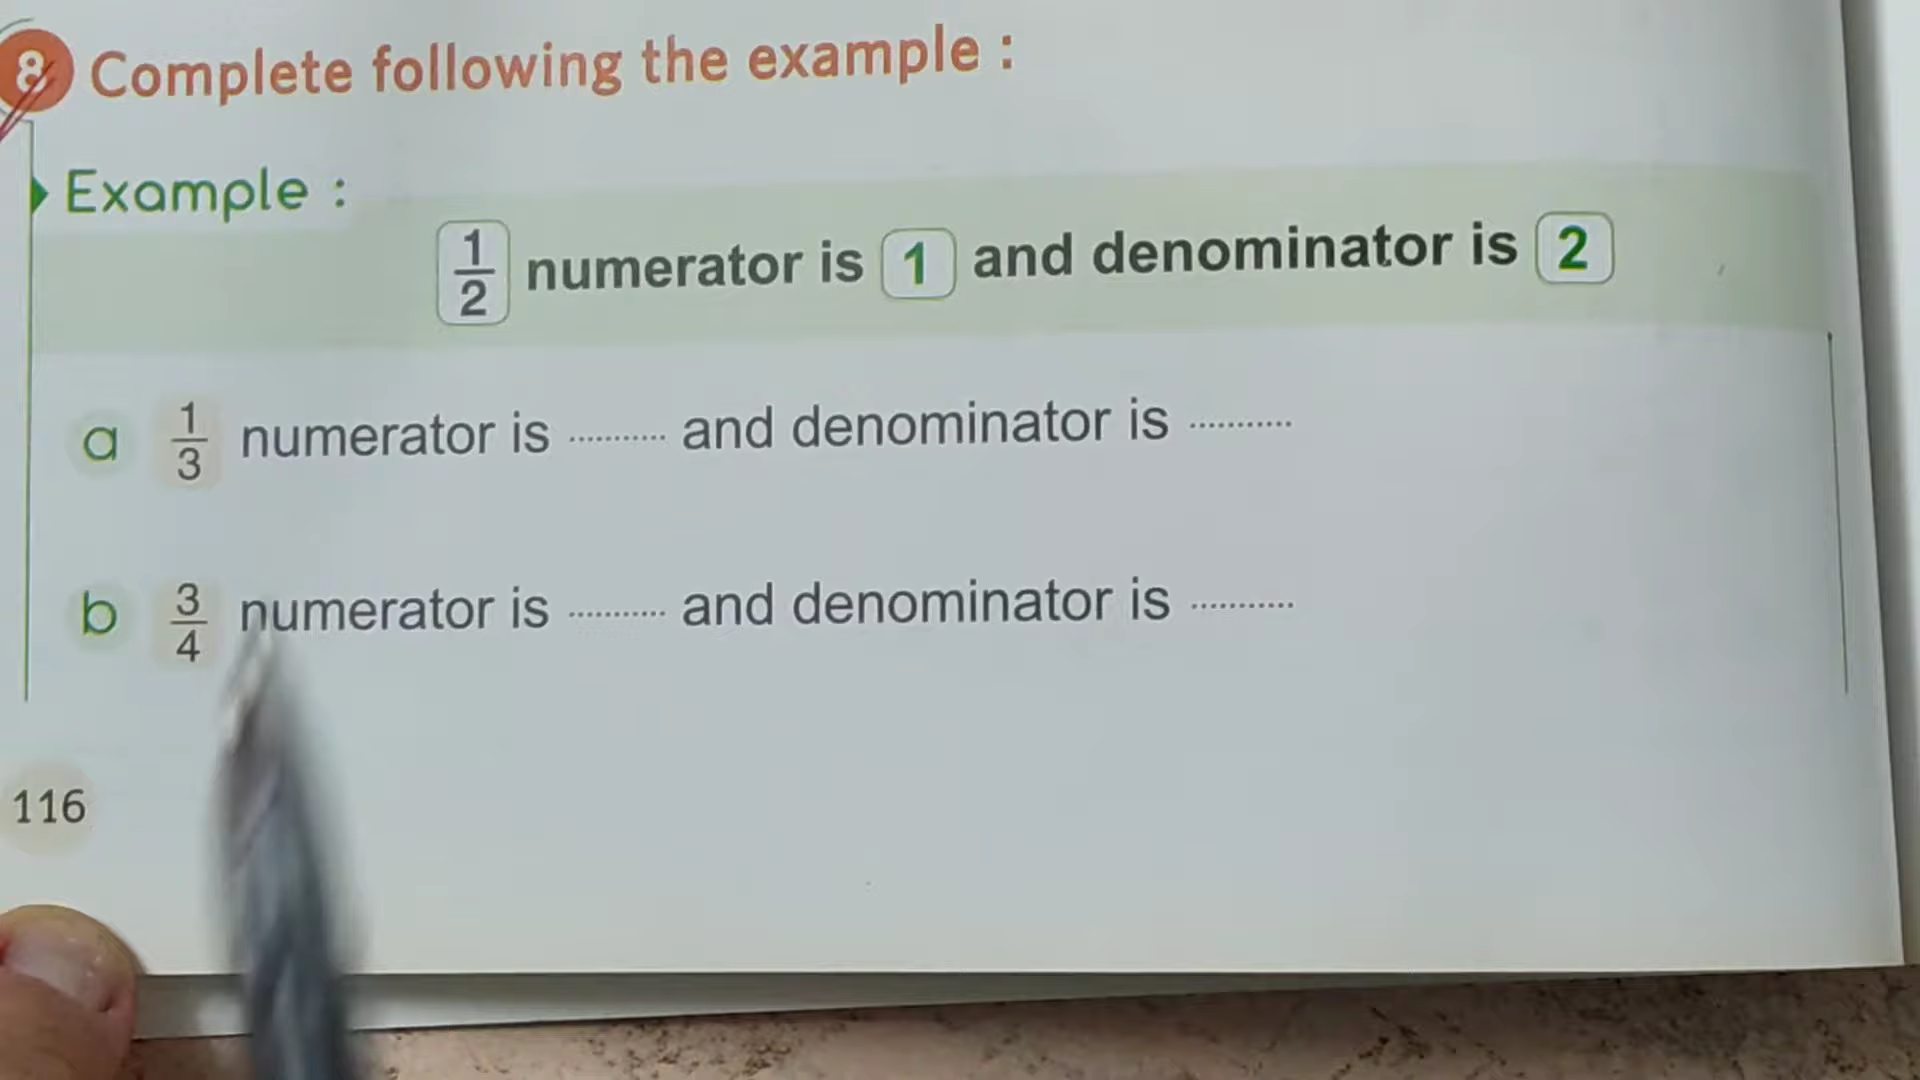 8 Complete following the example :
Example :
1/2 numerator is 1 and denominator is 2
a 1/3 numerator is ........... and denominator is ...........
b 3/4 numerator is ........... and denominator is ...........
116